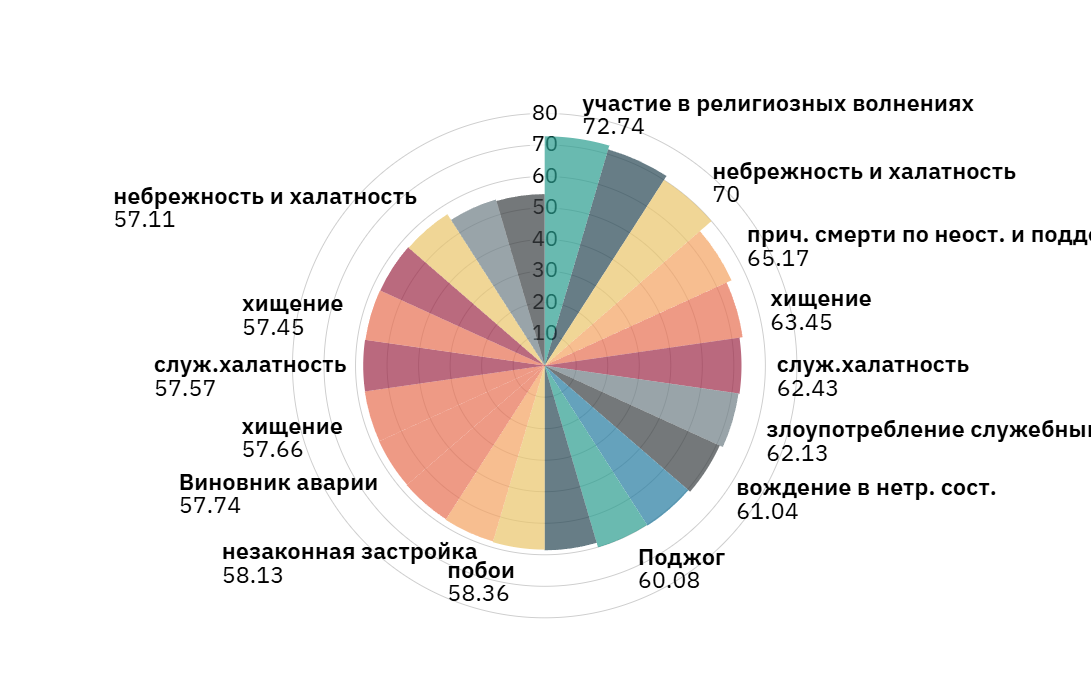 участие в религиозных волнениях
72.74
небрежность и халатность
70
прич. смерти по неост. и
65.17
хищение
63.45
служ.халатность
62.43
злоупотребление
62.13
вождение в нетр. сост.
61.04
Поджог
60.08
побои
58.36
незаконная застройка
58.13
Виновник аварии
57.74
хищение
57.66
служ.халатность
57.57
хищение
57.45
небрежность и халатность
57.11
80
70
60
50
40
30
20
10